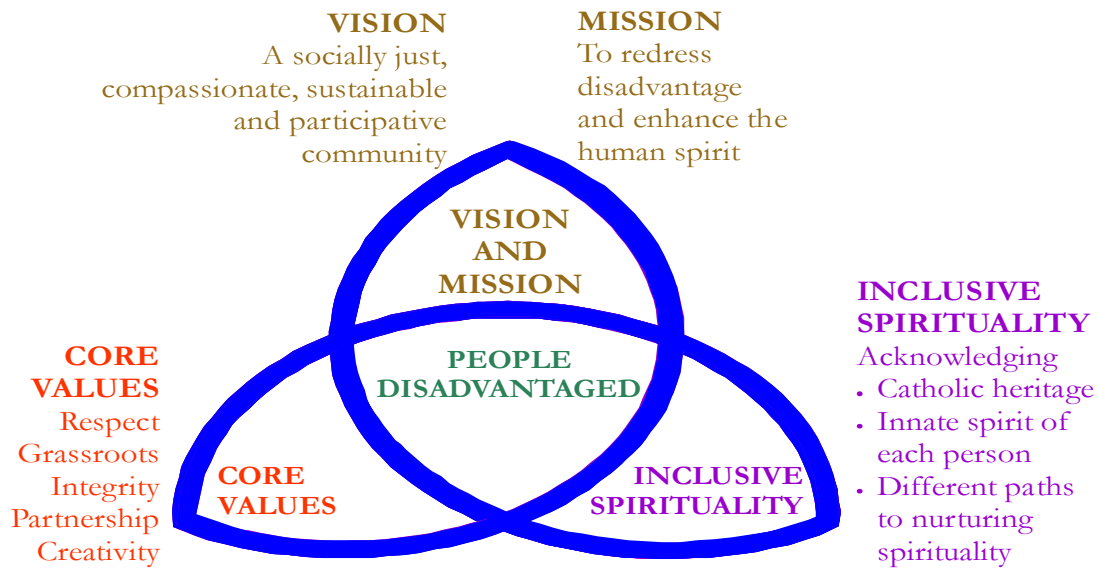 VISION
A socially just,
compassionate, sustainable
and participative
community
MISSION
To redress
disadvantage
and enhance the
human spirit
VISION
AND
MISSION
PEOPLE
DISADVANTAGED
CORE
VALUES
Respect
Grassroots
Integrity
Partnership
Creativity
CORE
VALUES
INCLUSIVE
SPIRITUALITY
INCLUSIVE
SPIRITUALITY
Acknowledging
• Catholic heritage
• Innate spirit of
each person
• Different paths
to nurturing
spirituality